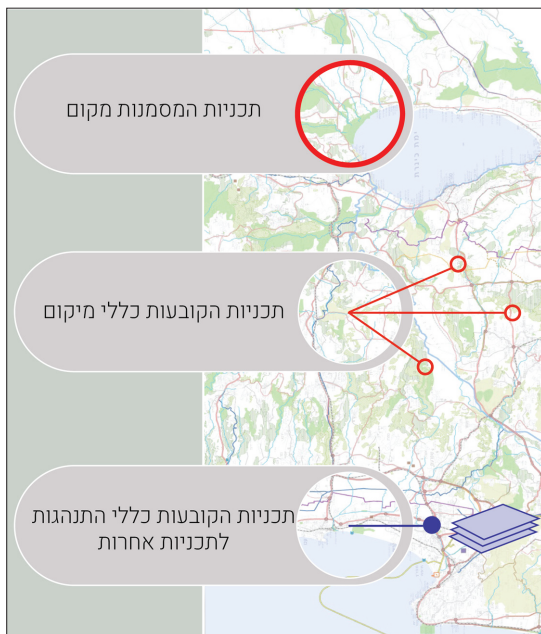 תכניות המסמנות מקום
תכניות הקובעות כללי מיקום
תכניות הקובעות כללי התנהגות
לתכניות אחרות